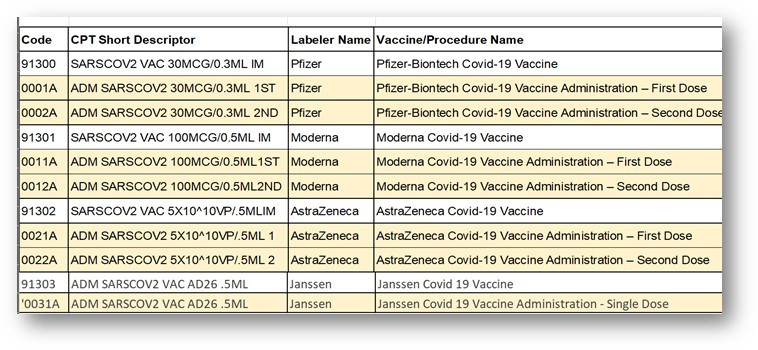 Code CPT Short Descriptor Labeler Name Vaccine/Procedure Name
91300 SARSCOV2 VAC 30MCG/0.3ML IM Pfizer Pfizer-Biontech Covid-19 Vaccine
0001A ADM SARSCOV2 30MCG/0.3ML 1ST Pfizer Pfizer-Biontech Covid-19 Vaccine Administration – First Dose
0002A ADM SARSCOV2 30MCG/0.3ML 2ND Pfizer Pfizer-Biontech Covid-19 Vaccine Administration – Second Dose
91301 SARSCOV2 VAC 100MCG/0.5ML IM Moderna Moderna Covid-19 Vaccine
0011A ADM SARSCOV2 100MCG/0.5ML1ST Moderna Moderna Covid-19 Vaccine Administration – First Dose
0012A ADM SARSCOV2 100MCG/0.5ML2ND Moderna Moderna Covid-19 Vaccine Administration – Second Dose
91302 SARSCOV2 VAC 5X10^10VP/.5MLIM AstraZeneca AstraZeneca Covid-19 Vaccine
0021A ADM SARSCOV2 5X10^10VP/.5ML 1 AstraZeneca AstraZeneca Covid-19 Vaccine Administration – First Dose
0022A ADM SARSCOV2 5X10^10VP/.5ML 2 AstraZeneca AstraZeneca Covid-19 Vaccine Administration – Second Dose
91303 ADM SARSCOV2 VAC AD26 .5ML Janssen Janssen Covid 19 Vaccine
'0031A ADM SARSCOV2 VAC AD26 .5ML Janssen Janssen Covid 19 Vaccine Administration - Single Dose